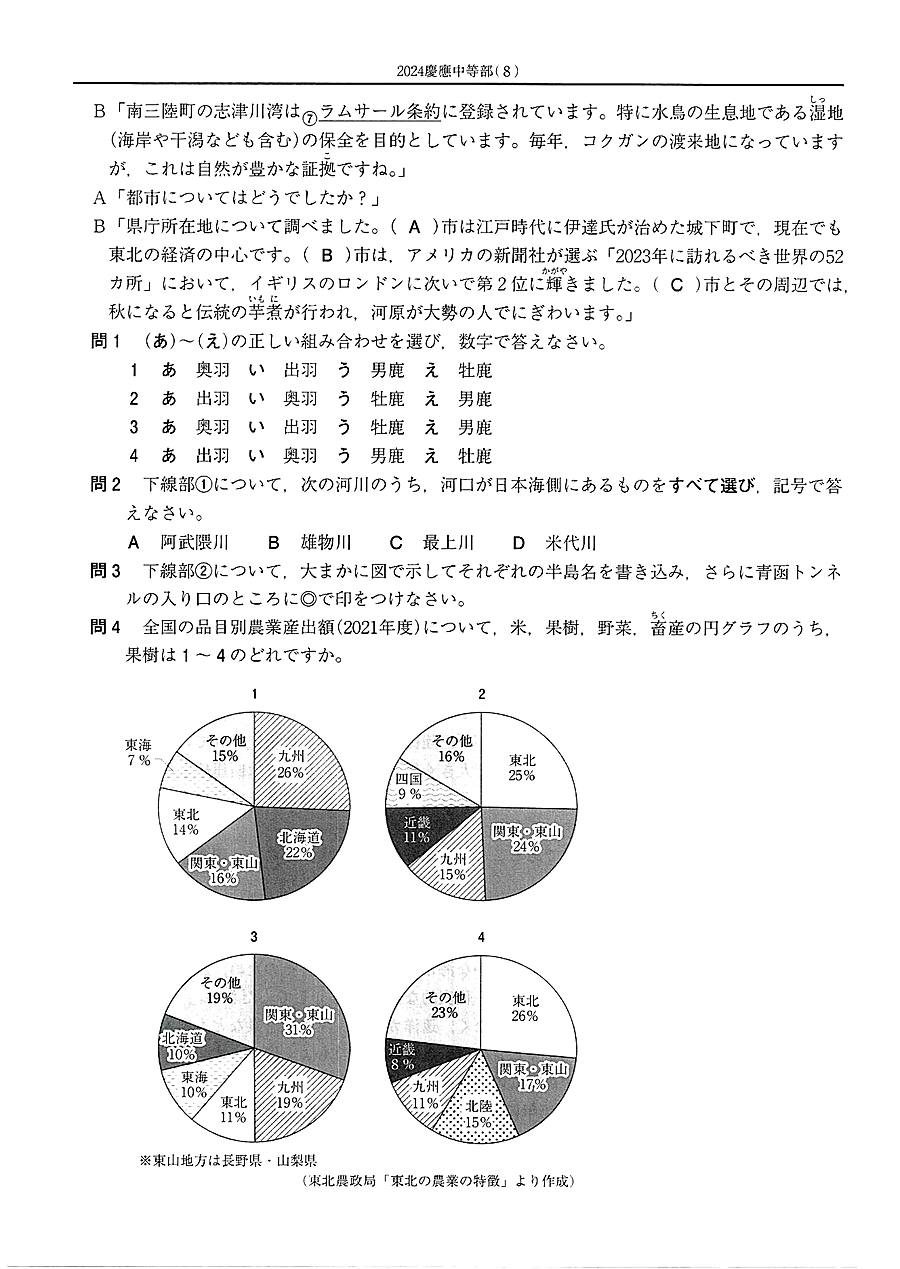 2024慶應中等部(8)
B「南三陸町の志津川湾は⑦ラムサール条約に登録されています。特に水鳥の生息地である湿地
しっ
(海岸や干潟なども含む)の保全を目的としています。毎年，コクガンの渡来地になっています
が，これは自然が豊かな証拠ですね。」
こ
A「都市についてはどうでしたか？」
B「県庁所在地について調べました。( A )市は江戸時代に伊達氏が治めた城下町で，現在でも
東北の経済の中心です。( B )市は，アメリカの新聞社が選ぶ「2023年に訪れるべき世界の52
カ所」において，イギリスのロンドンに次いで第2位に輝きました。( C )市とその周辺では，
かがや
秋になると伝統の芋煮が行われ，河原が大勢の人でにぎわいます。」
いも に
問1 (あ)～(え)の正しい組み合わせを選び，数字で答えなさい。
1 あ 奥羽 い 出羽 う 男鹿 え 牡鹿
2 あ 出羽 い 奥羽 う 牡鹿 え 男鹿
3 あ 奥羽 い 出羽 う 牡鹿 え 男鹿
4 あ 出羽 い 奥羽 う 男鹿 え 牡鹿
問2 下線部①について，次の河川のうち，河口が日本海側にあるものをすべて選び，記号で答
えなさい。
A 阿武隈川 B 雄物川 C 最上川 D 米代川
問3 下線部②について，大まかに図で示してそれぞれの半島名を書き込み，さらに青函トンネ
ルの入り口のところに◎で印をつけなさい。
問4 全国の品目別農業産出額(2021年度)について，米，果樹，野菜，畜産の円グラフのうち，
ちく
果樹は1～4のどれですか。
1
九州
26%
北海道
22%
関東・東山
16%
東北
14%
東海
7%
その他
15%
2
東北
25%
関東・東山
24%
九州
15%
近畿
11%
四国
9%
その他
16%
3
関東・東山
31%
九州
19%
東北
11%
東海
10%
北海道
10%
その他
19%
4
東北
26%
関東・東山
17%
北陸
15%
九州
11%
近畿
8%
その他
23%
※東山地方は長野県・山梨県
(東北農政局「東北の農業の特徴」より作成)